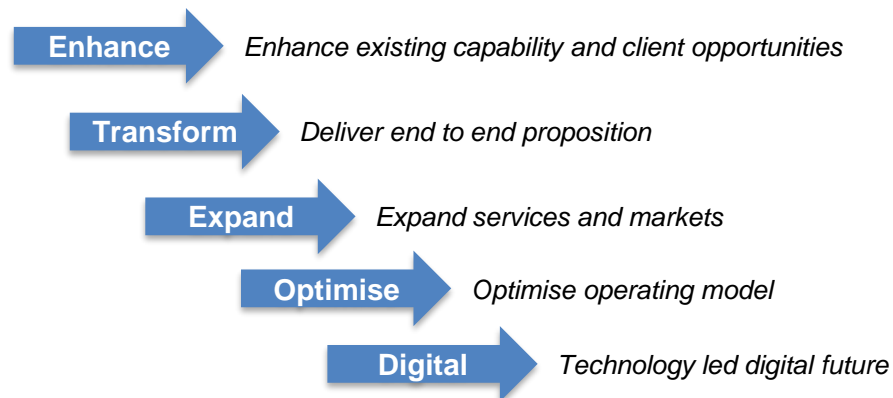 Enhance Enhance existing capability and client opportunities
Transform Deliver end to end proposition
Expand Expand services and markets
Optimise Optimise operating model
Digital Technology led digital future